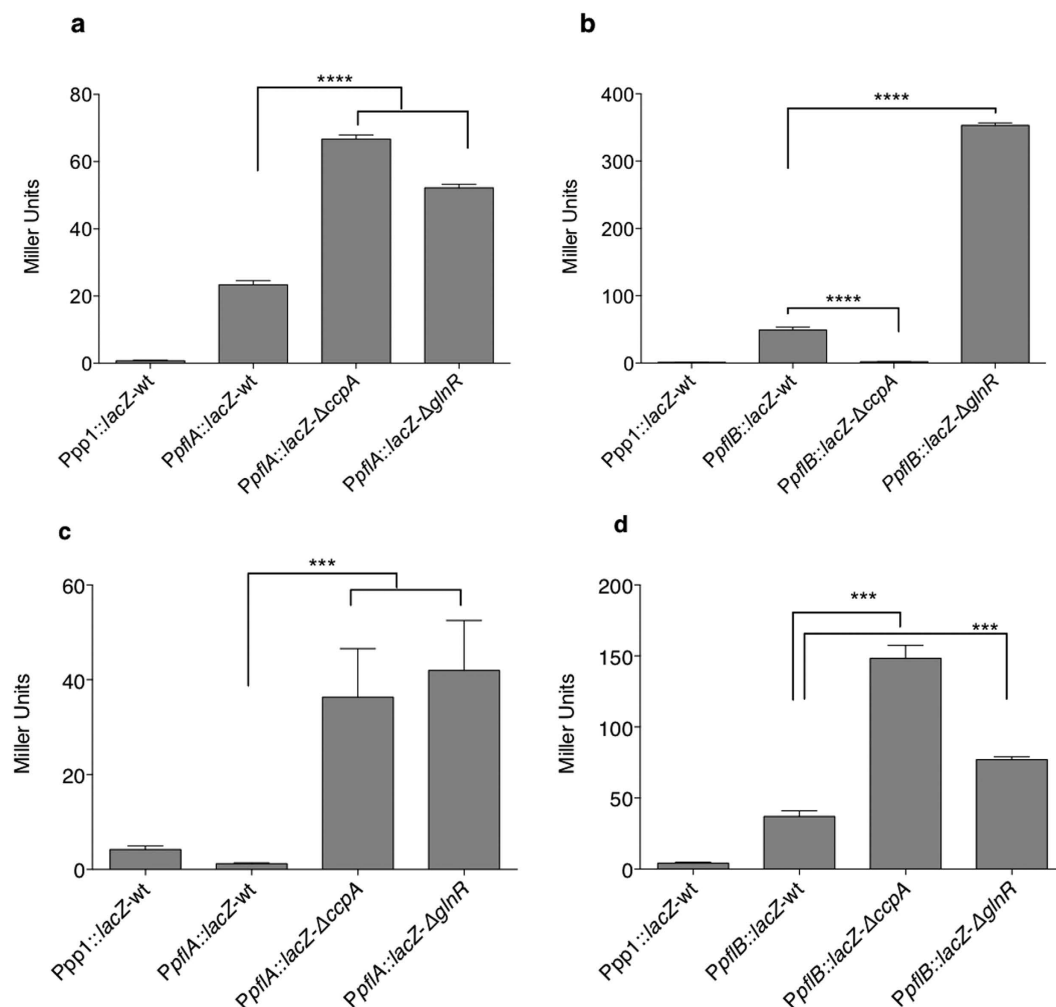 a
****
80
60
40
20
0
Miller Units
Ppp1::lacZ-wt
PpflA::lacZ-wt
PpflA::lacZ-ΔccpA
PpflA::lacZ-ΔglnR
b
****
****
400
300
200
100
0
Miller Units
Ppp1::lacZ-wt
PpflB::lacZ-wt
PpflB::lacZ-ΔccpA
PpflB::lacZ-ΔglnR
c
***
60
40
20
0
Miller Units
Ppp1::lacZ-wt
PpflA::lacZ-wt
PpflA::lacZ-ΔccpA
PpflA::lacZ-ΔglnR
d
***
***
200
150
100
50
0
Miller Units
Ppp1::lacZ-wt
PpflB::lacZ-wt
PpflB::lacZ-ΔccpA
PpflB::lacZ-ΔglnR